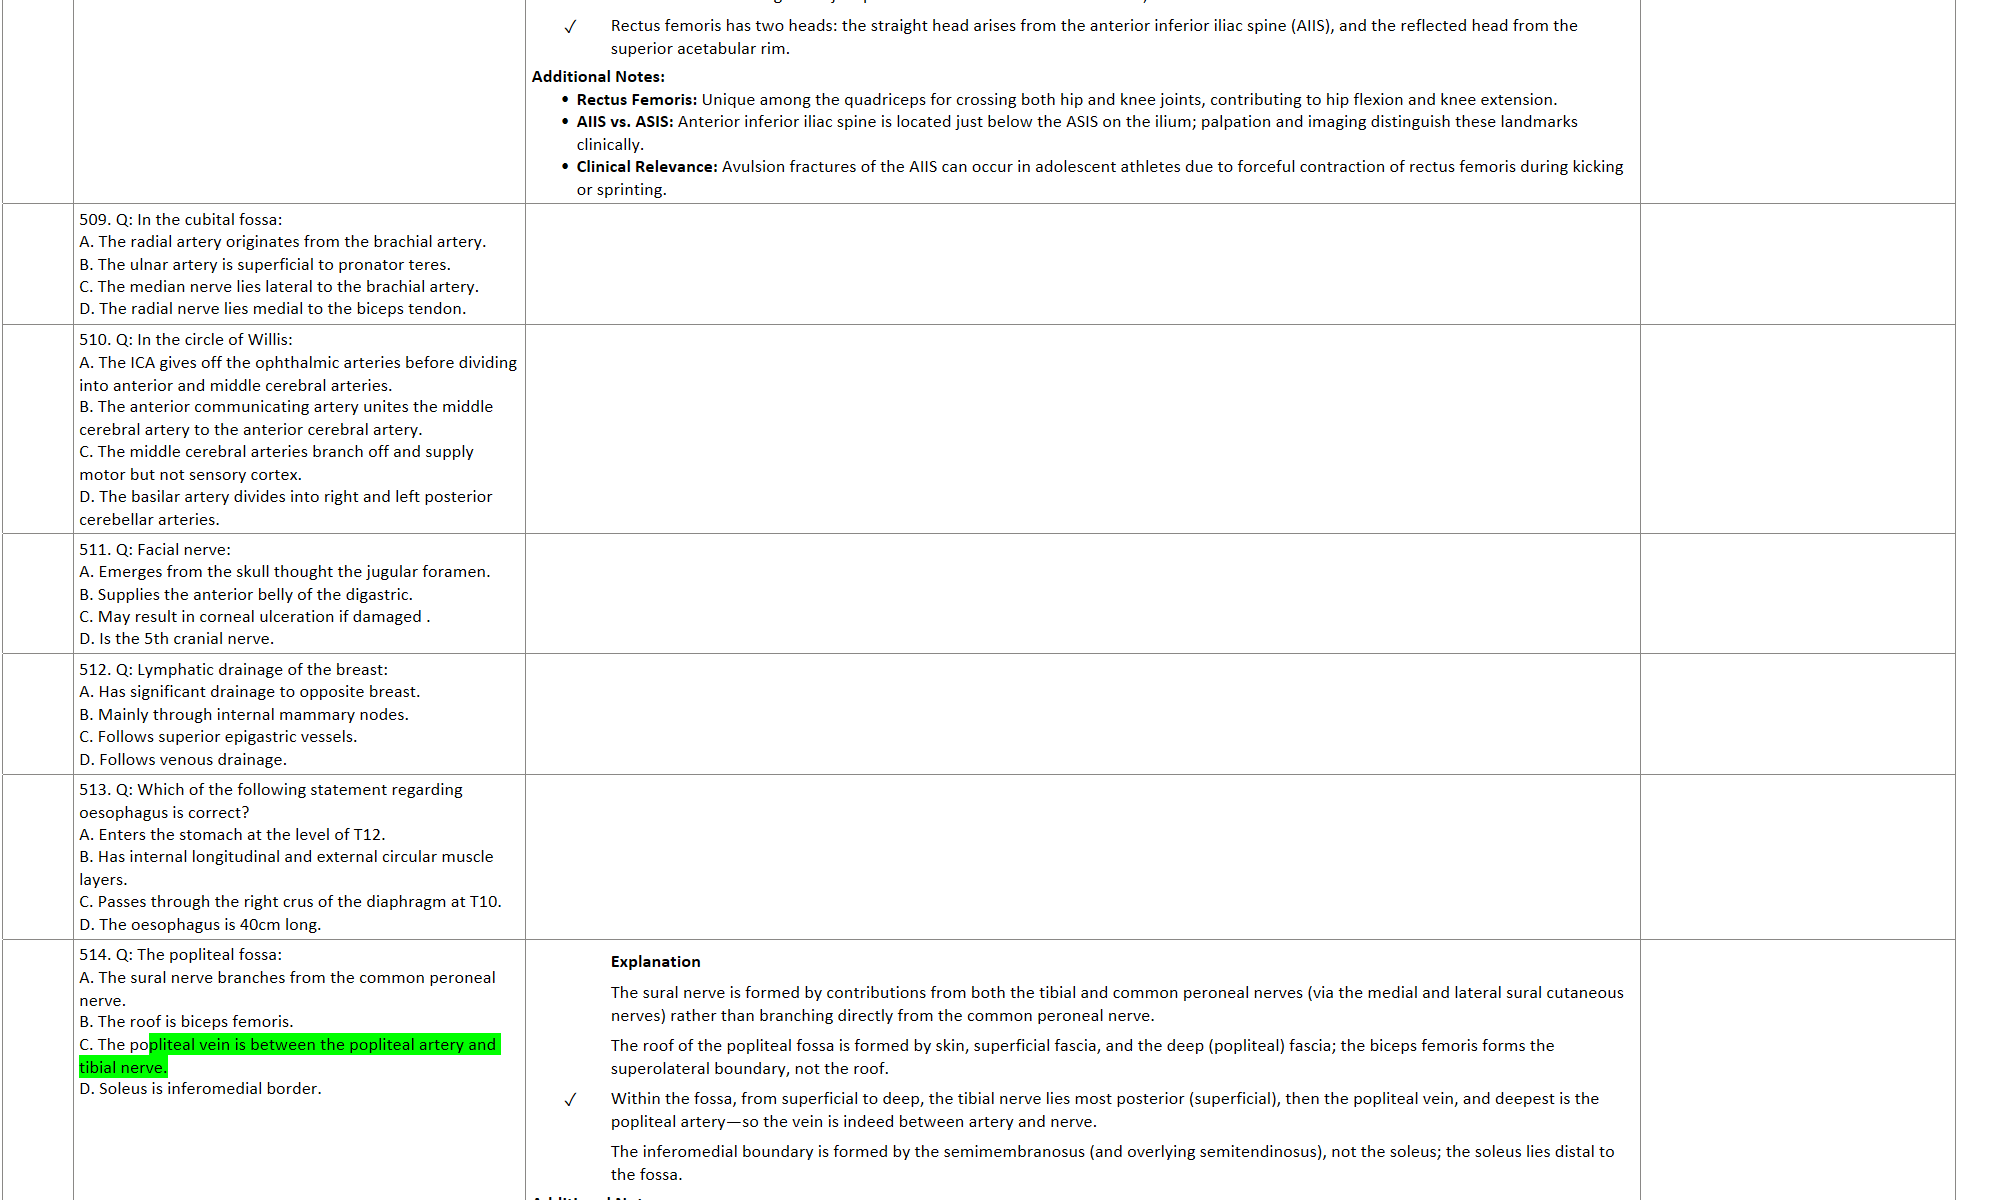 ✓ Rectus femoris has two heads: the straight head arises from the anterior inferior iliac spine (AIIS), and the reflected head from the
superior acetabular rim.
Additional Notes:
• Rectus Femoris: Unique among the quadriceps for crossing both hip and knee joints, contributing to hip flexion and knee extension.
• AIIS vs. ASIS: Anterior inferior iliac spine is located just below the ASIS on the ilium; palpation and imaging distinguish these landmarks
clinically.
• Clinical Relevance: Avulsion fractures of the AIIS can occur in adolescent athletes due to forceful contraction of rectus femoris during kicking
or sprinting.
509. Q: In the cubital fossa:
A. The radial artery originates from the brachial artery.
B. The ulnar artery is superficial to pronator teres.
C. The median nerve lies lateral to the brachial artery.
D. The radial nerve lies medial to the biceps tendon.
510. Q: In the circle of Willis:
A. The ICA gives off the ophthalmic arteries before dividing
into anterior and middle cerebral arteries.
B. The anterior communicating artery unites the middle
cerebral artery to the anterior cerebral artery.
C. The middle cerebral arteries branch off and supply
motor but not sensory cortex.
D. The basilar artery divides into right and left posterior
cerebellar arteries.
511. Q: Facial nerve:
A. Emerges from the skull thought the jugular foramen.
B. Supplies the anterior belly of the digastric.
C. May result in corneal ulceration if damaged .
D. Is the 5th cranial nerve.
512. Q: Lymphatic drainage of the breast:
A. Has significant drainage to opposite breast.
B. Mainly through internal mammary nodes.
C. Follows superior epigastric vessels.
D. Follows venous drainage.
513. Q: Which of the following statement regarding
oesophagus is correct?
A. Enters the stomach at the level of T12.
B. Has internal longitudinal and external circular muscle
layers.
C. Passes through the right crus of the diaphragm at T10.
D. The oesophagus is 40cm long.
514. Q: The popliteal fossa:
A. The sural nerve branches from the common peroneal
nerve.
B. The roof is biceps femoris.
C. The popliteal vein is between the popliteal artery and
tibial nerve.
D. Soleus is inferomedial border.
Explanation
The sural nerve is formed by contributions from both the tibial and common peroneal nerves (via the medial and lateral sural cutaneous
nerves) rather than branching directly from the common peroneal nerve.
The roof of the popliteal fossa is formed by skin, superficial fascia, and the deep (popliteal) fascia; the biceps femoris forms the
superolateral boundary, not the roof.
✓ Within the fossa, from superficial to deep, the tibial nerve lies most posterior (superficial), then the popliteal vein, and deepest is the
popliteal artery—so the vein is indeed between artery and nerve.
The inferomedial boundary is formed by the semimembranosus (and overlying semitendinosus), not the soleus; the soleus lies distal to
the fossa.